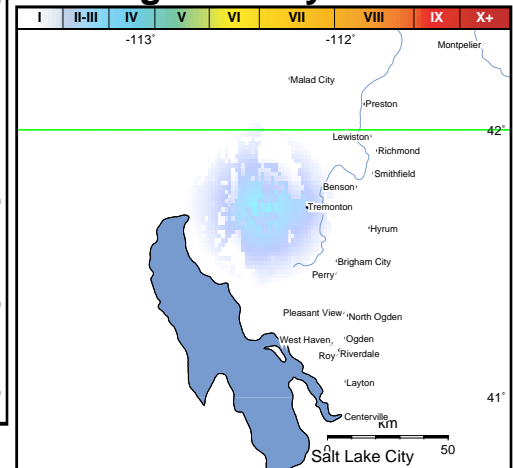 I II-III IV V VI VII VIII IX X+
-113° -112°
Montpelier
Malad City
Preston
42°
Lewiston
Richmond
Smithfield
Benson
Tremonton
Hyrum
Brigham City
Perry
Pleasant View
North Ogden
West Haven
Ogden
Roy
Riverdale
Layton
41°
Centerville
km
0 50
Salt Lake City